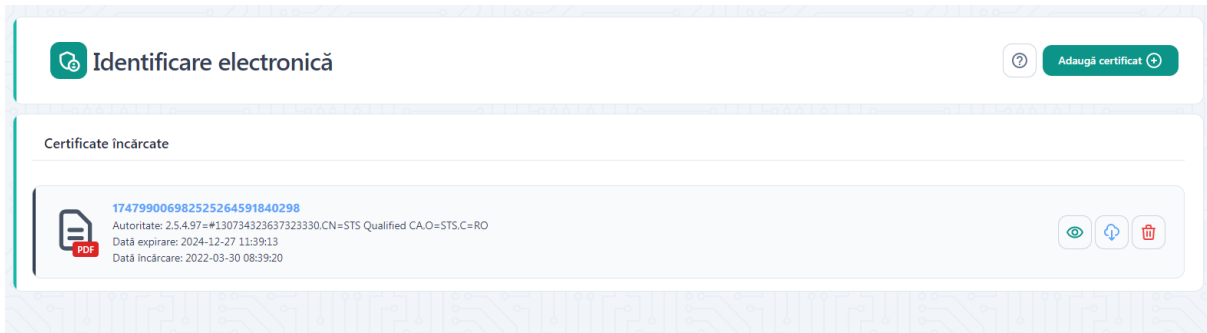 Identificare electronică
Adaugă certificat
Certificate încărcate
174799006982525264591840298
Autoritate: 2.5.4.97=#130734323637323330,CN=STS Qualified CA,O=STS,C=RO
PDF
Dată expirare: 2024-12-27 11:39:13
Dată încărcare: 2022-03-30 08:39:20